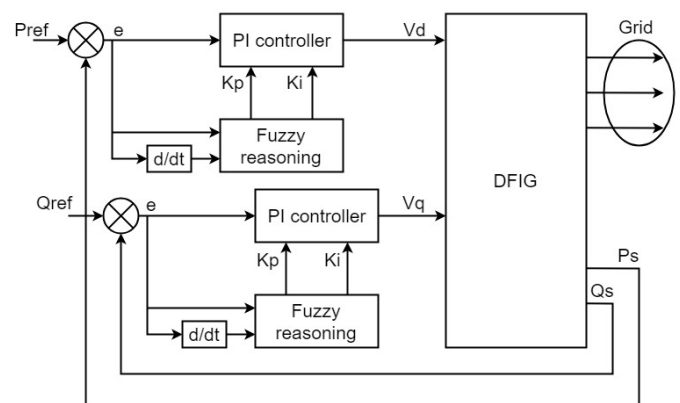 Pref
e
PI controller
Vd
Grid
Kp
Ki
Fuzzy
reasoning
d/dt
DFIG
Qref
e
PI controller
Vq
Kp
Ki
Ps
Qs
Fuzzy
reasoning
d/dt